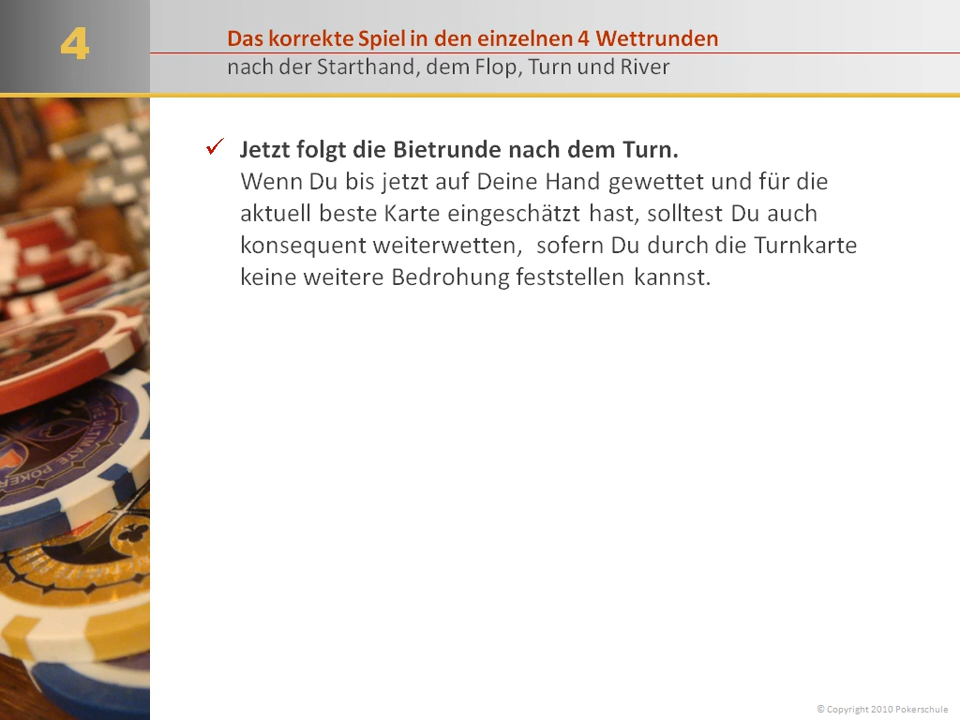 4
Das korrekte Spiel in den einzelnen 4 Wettrunden
nach der Starthand, dem Flop, Turn und River
Jetzt folgt die Bietrunde nach dem Turn.
Wenn Du bis jetzt auf Deine Hand gewettet und für die
aktuell beste Karte eingeschätzt hast, solltest Du auch
konsequent weiterwetten, sofern Du durch die Turnkarte
keine weitere Bedrohung feststellen kannst.
ULTIMATE POKER
© Copyright 2010 Pokerschule